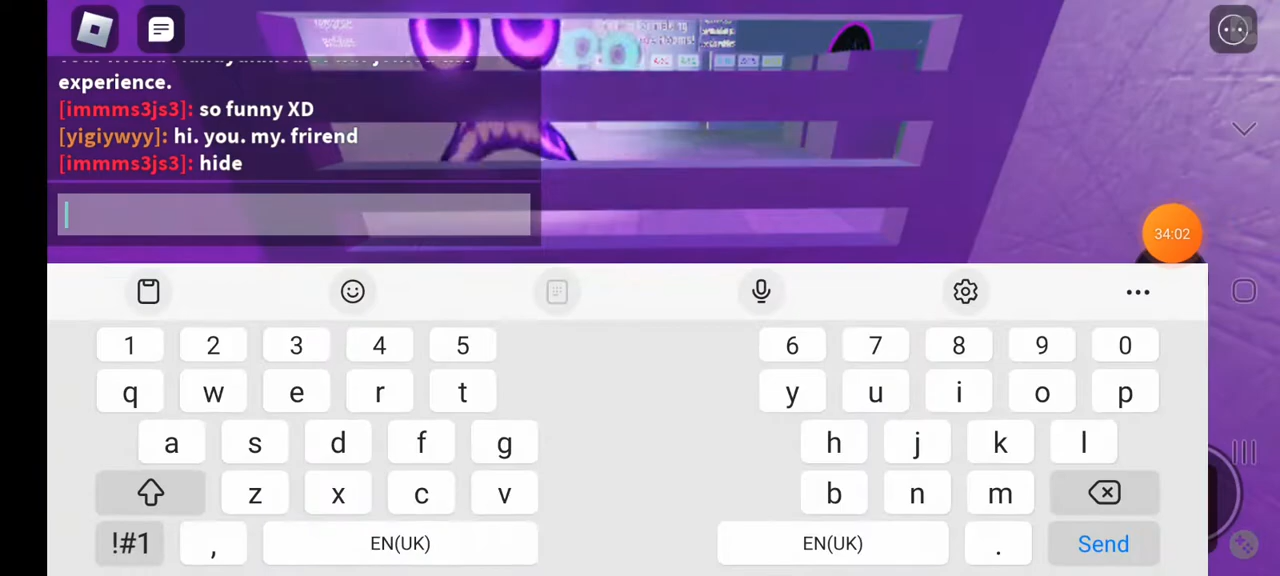 experience.
[immms3js3]: so funny XD
[yigiywyy]: hi. you. my. frirend
[immms3js3]: hide
34:02
1 2 3 4 5 6 7 8 9 0
q w e r t y u i o p
a s d f g h j k l
z x c v b n m
!#1 , EN(UK) EN(UK) . Send